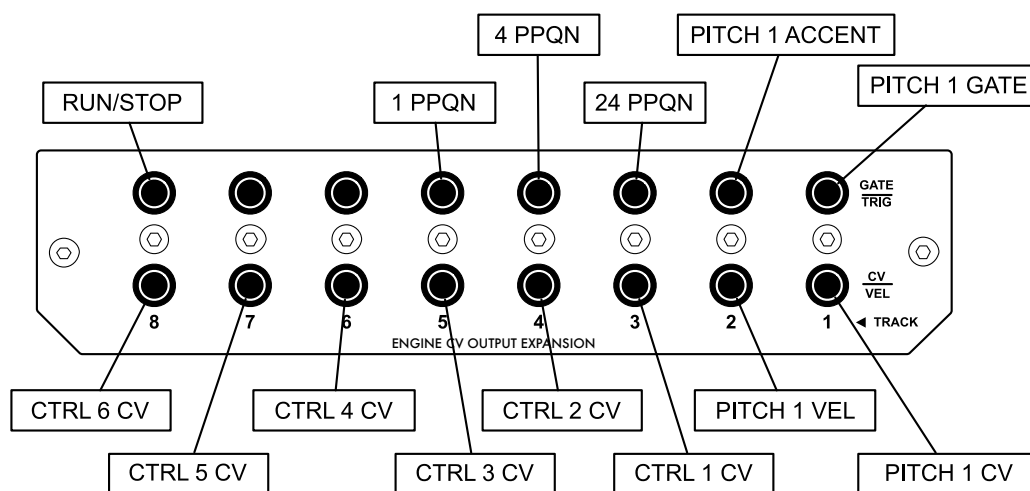 4 PPQN
PITCH 1 ACCENT
RUN/STOP
1 PPQN
24 PPQN
PITCH 1 GATE
GATE
TRIG
CV
VEL
8 7 6 5 4 3 2 1 ◄ TRACK
ENGINE CV OUTPUT EXPANSION
CTRL 6 CV
CTRL 4 CV
CTRL 2 CV
PITCH 1 VEL
CTRL 5 CV
CTRL 3 CV
CTRL 1 CV
PITCH 1 CV